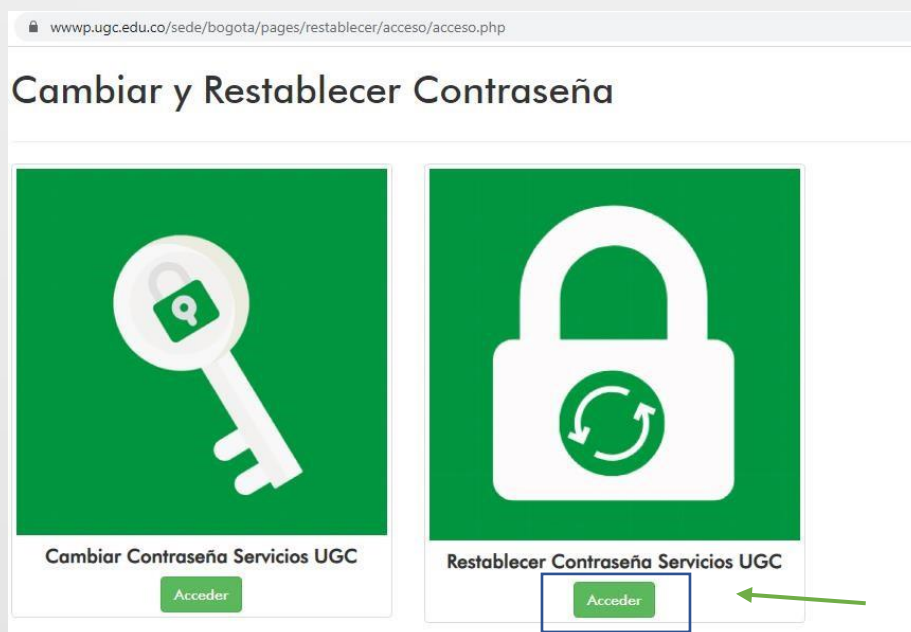 wwwp.ugc.edu.co/sede/bogota/pages/restablecer/acceso/acceso.php
Cambiar y Restablecer Contraseña
Cambiar Contraseña Servicios UGC
Acceder
Restablecer Contraseña Servicios UGC
Acceder